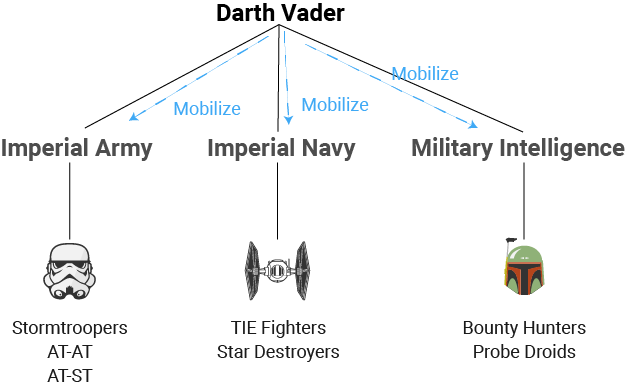 Darth Vader
Mobilize
Mobilize
Mobilize
Imperial Army
Imperial Navy
Military Intelligence
Stormtroopers
AT-AT
AT-ST
TIE Fighters
Star Destroyers
Bounty Hunters
Probe Droids